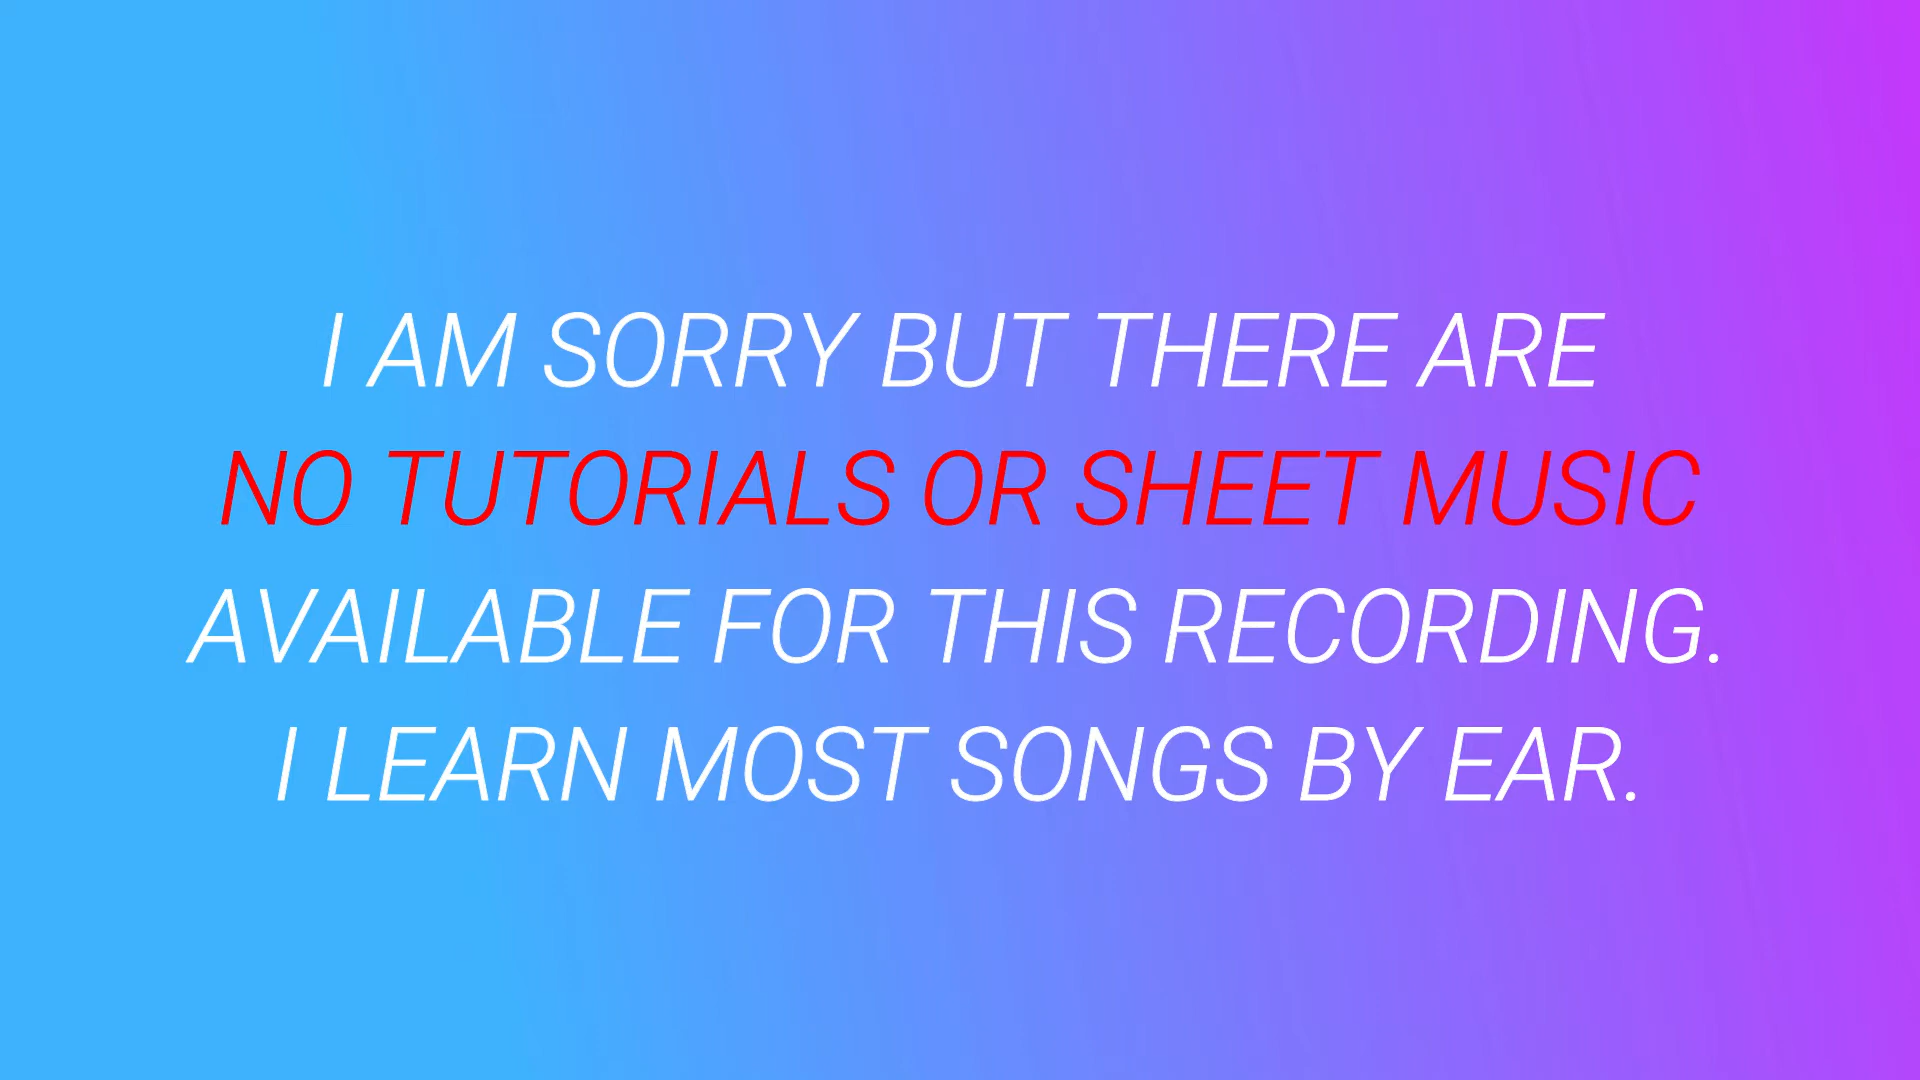 I AM SORRY BUT THERE ARE
NO TUTORIALS OR SHEET MUSIC
AVAILABLE FOR THIS RECORDING.
I LEARN MOST SONGS BY EAR.